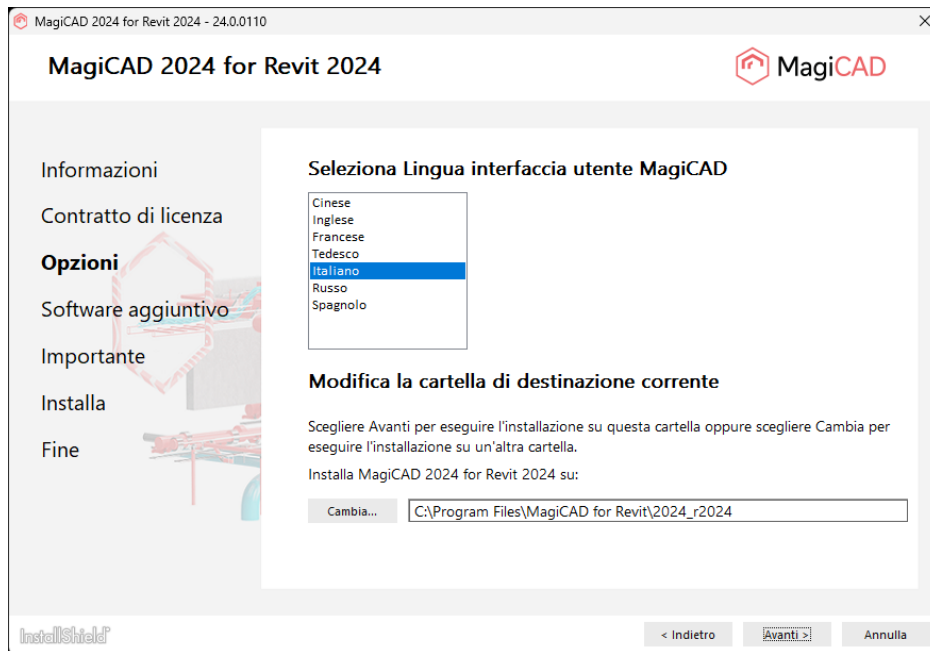 MagiCAD 2024 for Revit 2024 - 24.0.0110
MagiCAD 2024 for Revit 2024
MagiCAD
Informazioni
Contratto di licenza
Opzioni
Software aggiuntivo
Importante
Installa
Fine
Seleziona Lingua interfaccia utente MagiCAD
Cinese
Inglese
Francese
Tedesco
Italiano
Russo
Spagnolo
Modifica la cartella di destinazione corrente
Scegliere Avanti per eseguire l'installazione su questa cartella oppure scegliere Cambia per
eseguire l'installazione su un'altra cartella.
Installa MagiCAD 2024 for Revit 2024 su:
Cambia...
C:\Program Files\MagiCAD for Revit\2024_r2024
InstallShield
< Indietro
Avanti >
Annulla